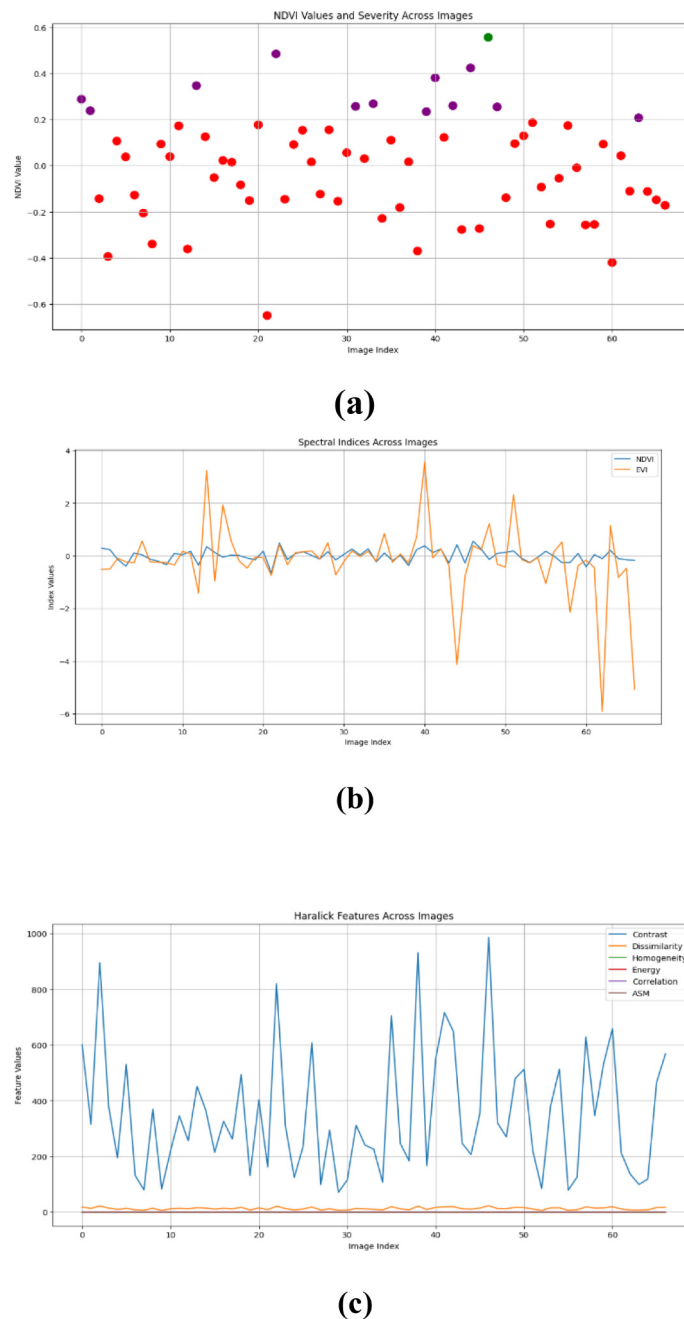 NDVI Values and Severity Across Images
0.6
0.4
0.2
0.0
−0.2
−0.4
−0.6
NDVI Value
0 10 20 30 40 50 60
Image Index
(a)
Spectral Indices Across Images
NDVI
EVI
4
2
0
−2
−4
−6
Index Values
0 10 20 30 40 50 60
Image Index
(b)
Haralick Features Across Images
Contrast
Dissimilarity
Homogeneity
Energy
Correlation
ASM
1000
800
600
400
200
0
Feature Values
0 10 20 30 40 50 60
Image Index
(c)